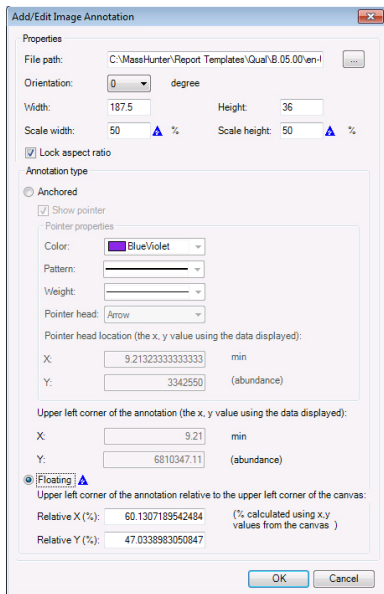 Add/Edit Image Annotation
Properties
File path: C:\MassHunter\Report Templates\Qual\B.05.00\en-U ...
Orientation: 0 degree
Width: 187.5 Height: 36
Scale width: 50 % Scale height: 50 %
Lock aspect ratio
Annotation type
Anchored
Show pointer
Pointer properties
Color: BlueViolet
Pattern:
Weight:
Pointer head: Arrow
Pointer head location (the x, y value using the data displayed):
X: 9.21323333333333 min
Y: 3342550 (abundance)
Upper left corner of the annotation (the x, y value using the data displayed):
X: 9.21 min
Y: 6810347.11 (abundance)
Floating
Upper left corner of the annotation relative to the upper left corner of the canvas:
Relative X (%): 60.1307189542484 (% calculated using x,y
values from the canvas )
Relative Y (%): 47.0338983050847
OK Cancel